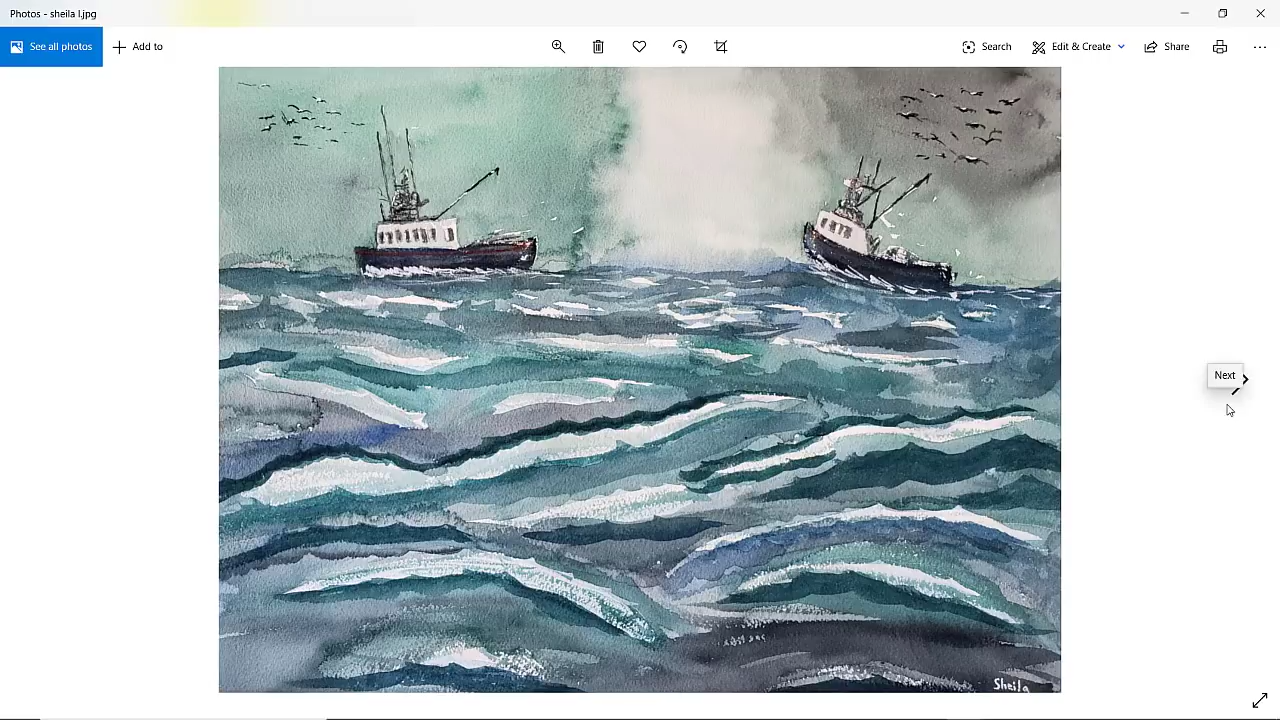 Photos - sheila l.jpg
See all photos
Add to
Search
Edit & Create
Share
Next
Sheila